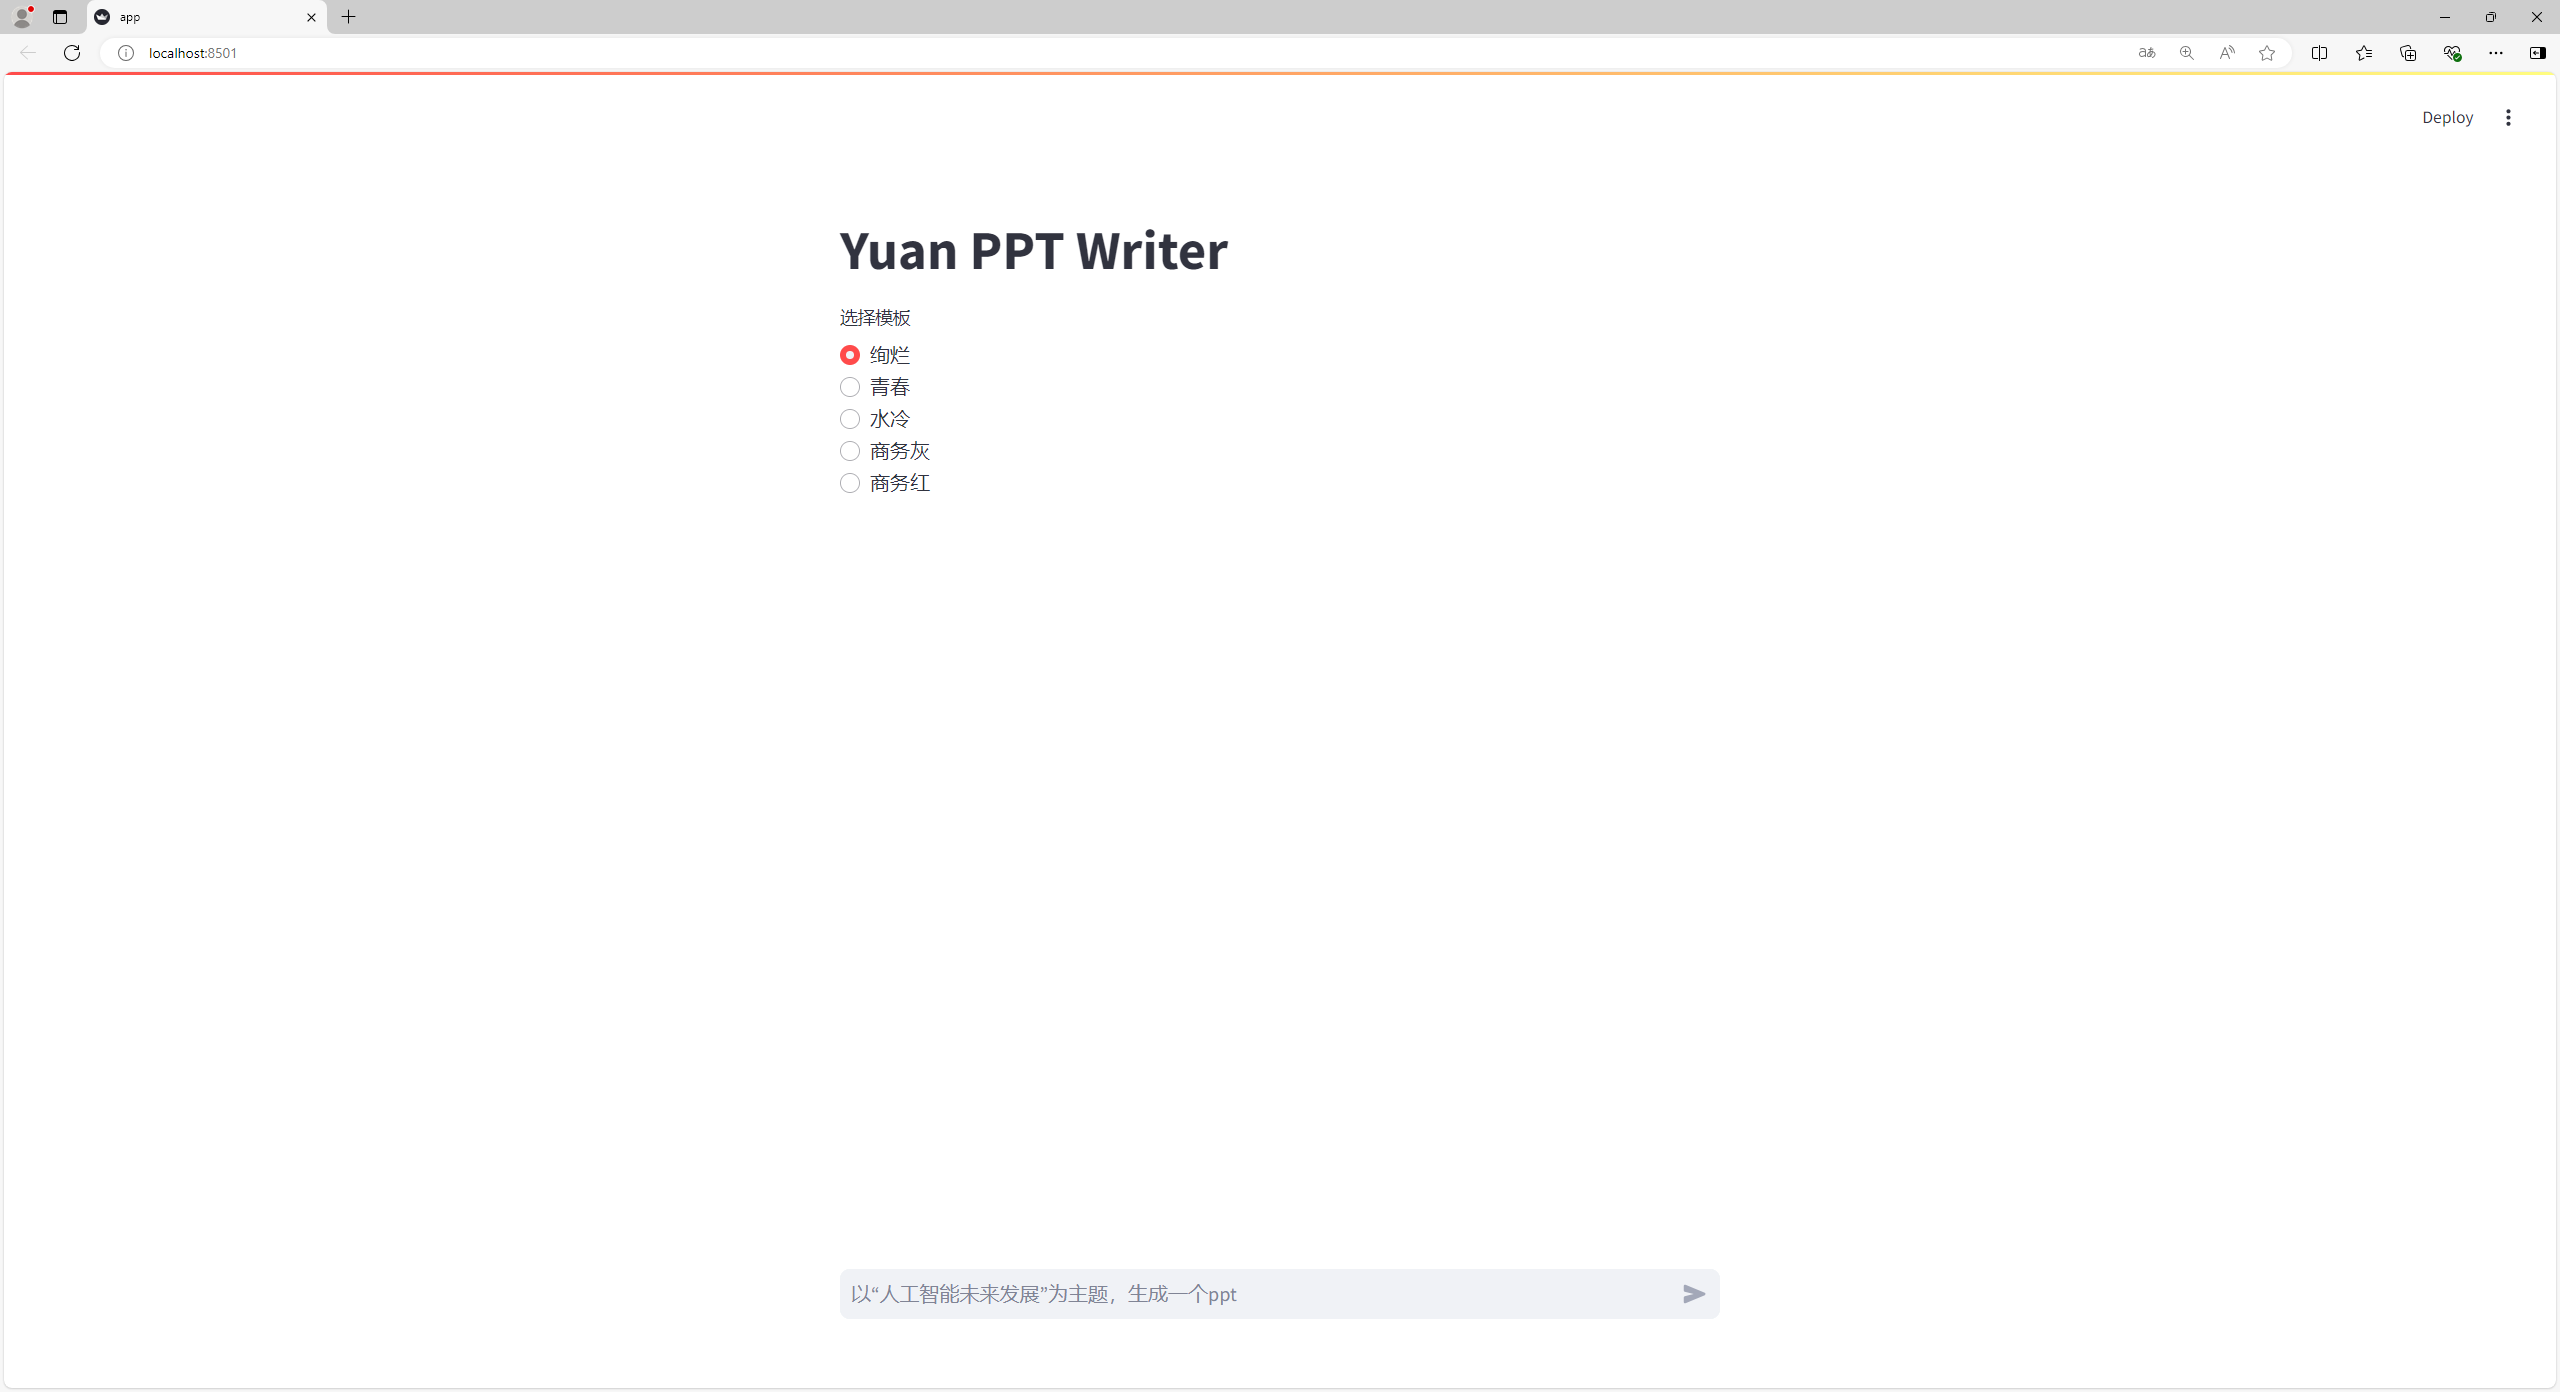 app
localhost:8501
Deploy
Yuan PPT Writer
选择模板
绚烂
青春
水冷
商务灰
商务红
以“人工智能未来发展”为主题，生成一个ppt